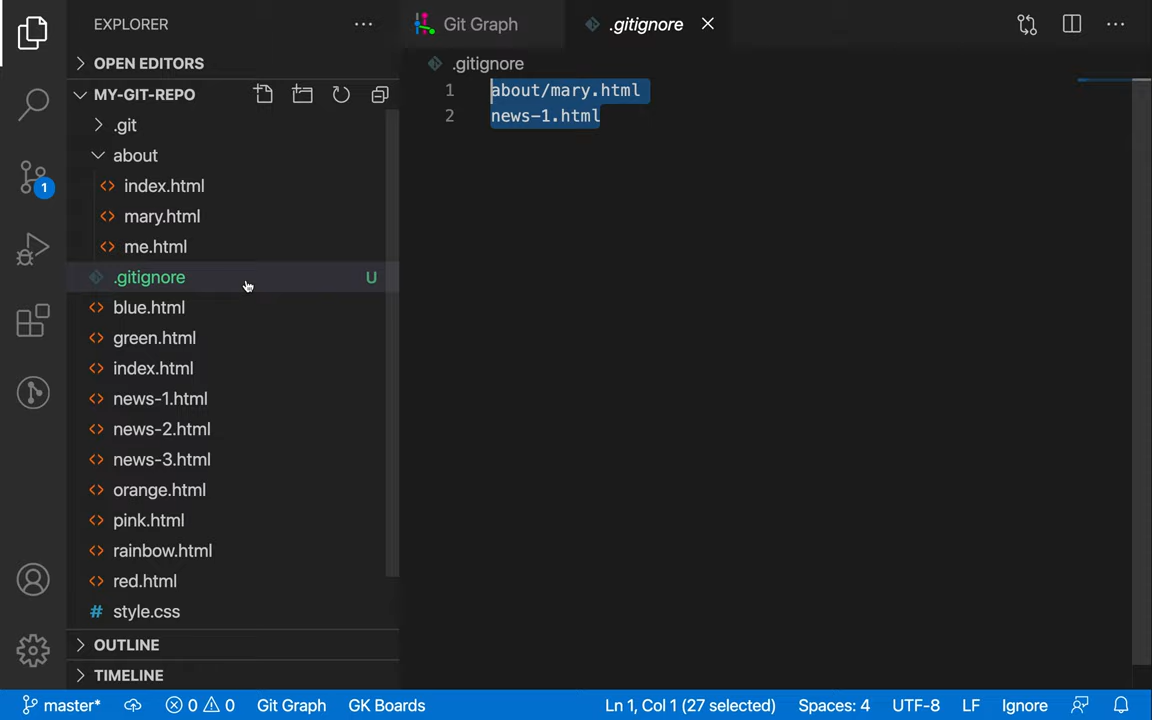 EXPLORER
OPEN EDITORS
MY-GIT-REPO
.git
about
index.html
mary.html
me.html
.gitignore U
blue.html
green.html
index.html
news-1.html
news-2.html
news-3.html
orange.html
pink.html
rainbow.html
red.html
style.css
OUTLINE
TIMELINE
1
Git Graph .gitignore
.gitignore
1 about/mary.html
2 news-1.html
master* 0 0 Git Graph GK Boards Ln 1, Col 1 (27 selected) Spaces: 4 UTF-8 LF Ignore